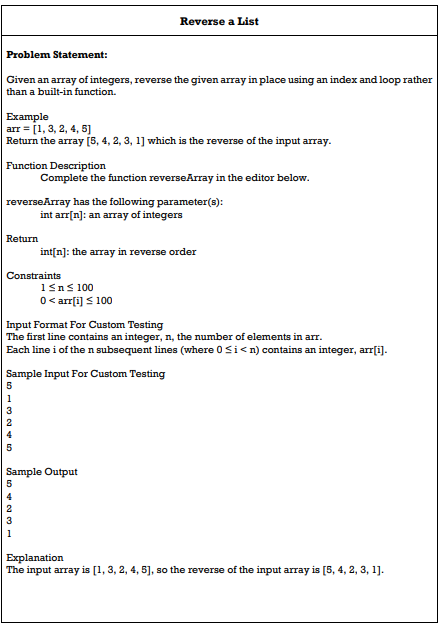 Reverse a List
Problem Statement:
Given an array of integers, reverse the given array in place using an index and loop rather
than a built-in function.
Example
arr = [1, 3, 2, 4, 5]
Return the array [5, 4, 2, 3, 1] which is the reverse of the input array.
Function Description
Complete the function reverseArray in the editor below.
reverseArray has the following parameter(s):
int arr[n]: an array of integers
Return
int[n]: the array in reverse order
Constraints
1 ≤ n ≤ 100
0 < arr[i] ≤ 100
Input Format For Custom Testing
The first line contains an integer, n, the number of elements in arr.
Each line i of the n subsequent lines (where 0 ≤ i < n) contains an integer, arr[i].
Sample Input For Custom Testing
5
1
3
2
4
5
Sample Output
5
4
2
3
1
Explanation
The input array is [1, 3, 2, 4, 5], so the reverse of the input array is [5, 4, 2, 3, 1].